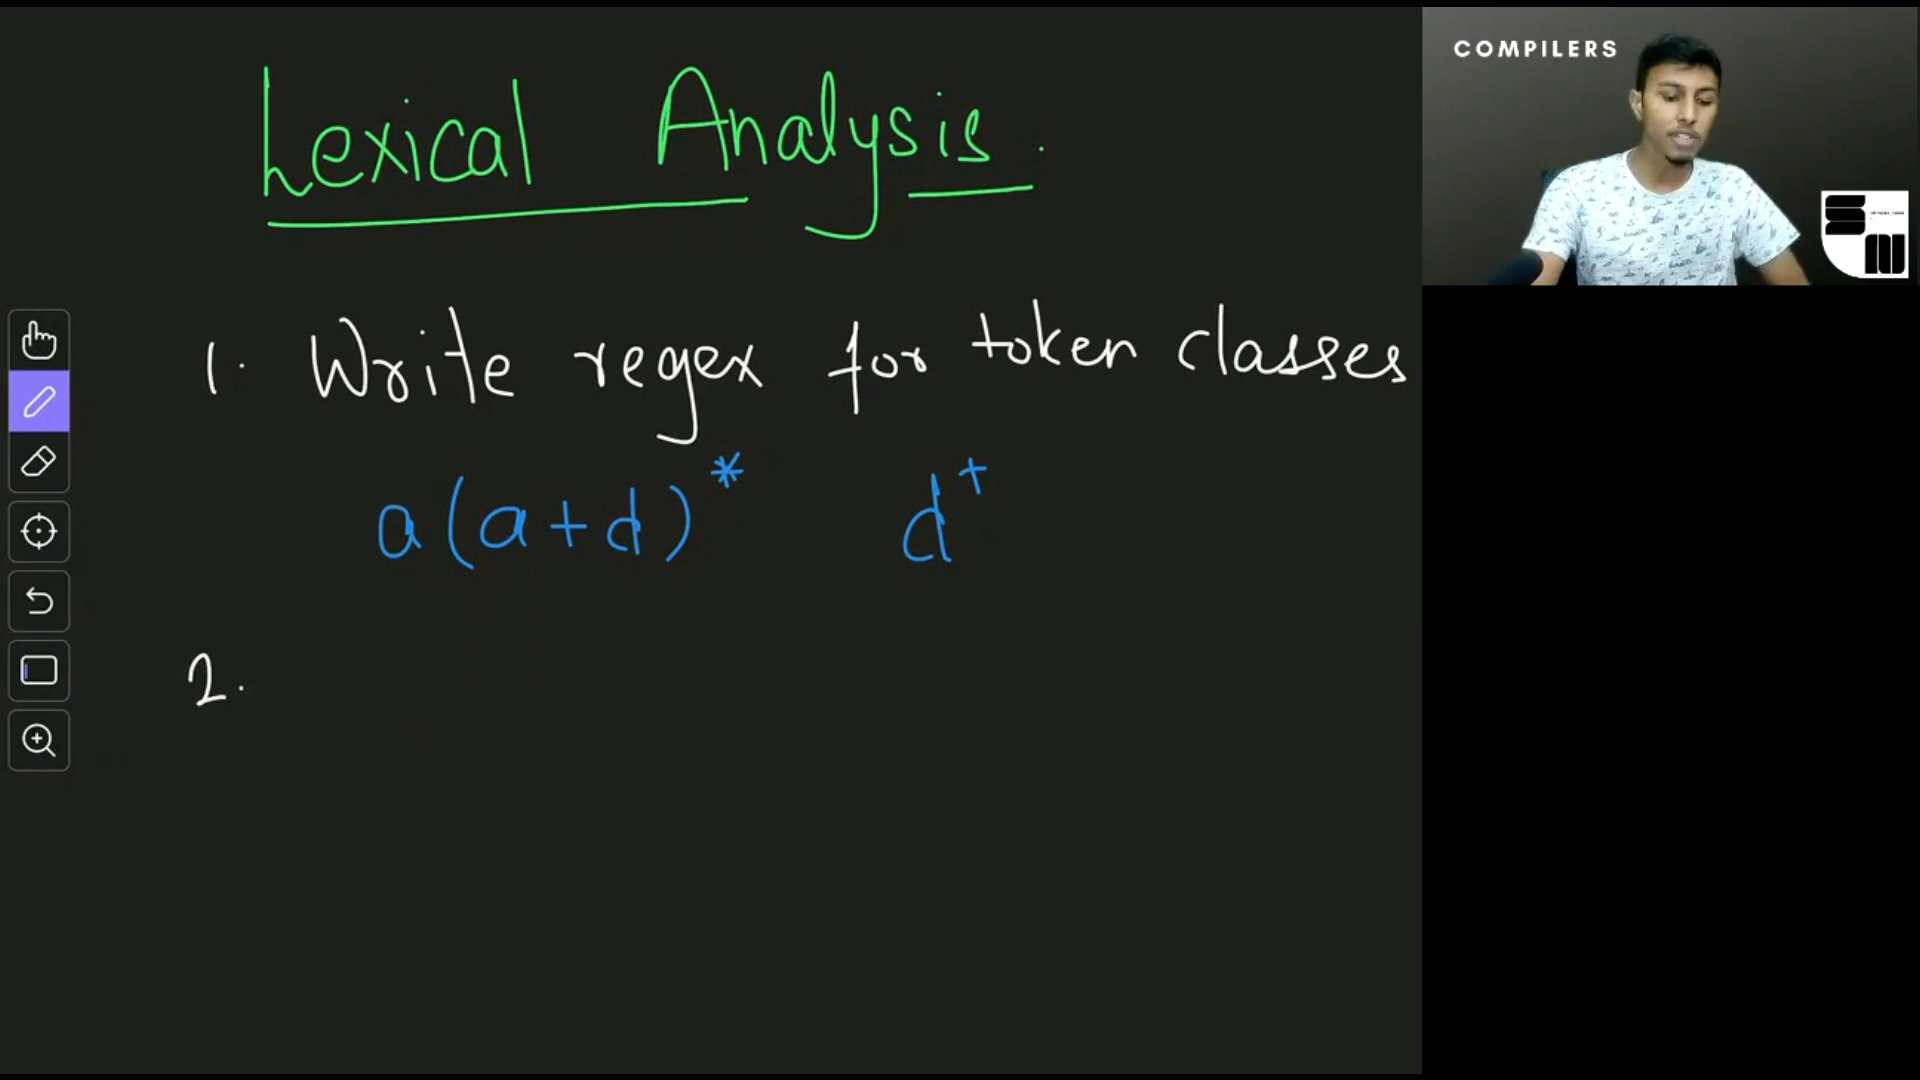 COMPILERS
Lexical Analysis.
1. Write regex for token classes
a(a+d)* d+
2.